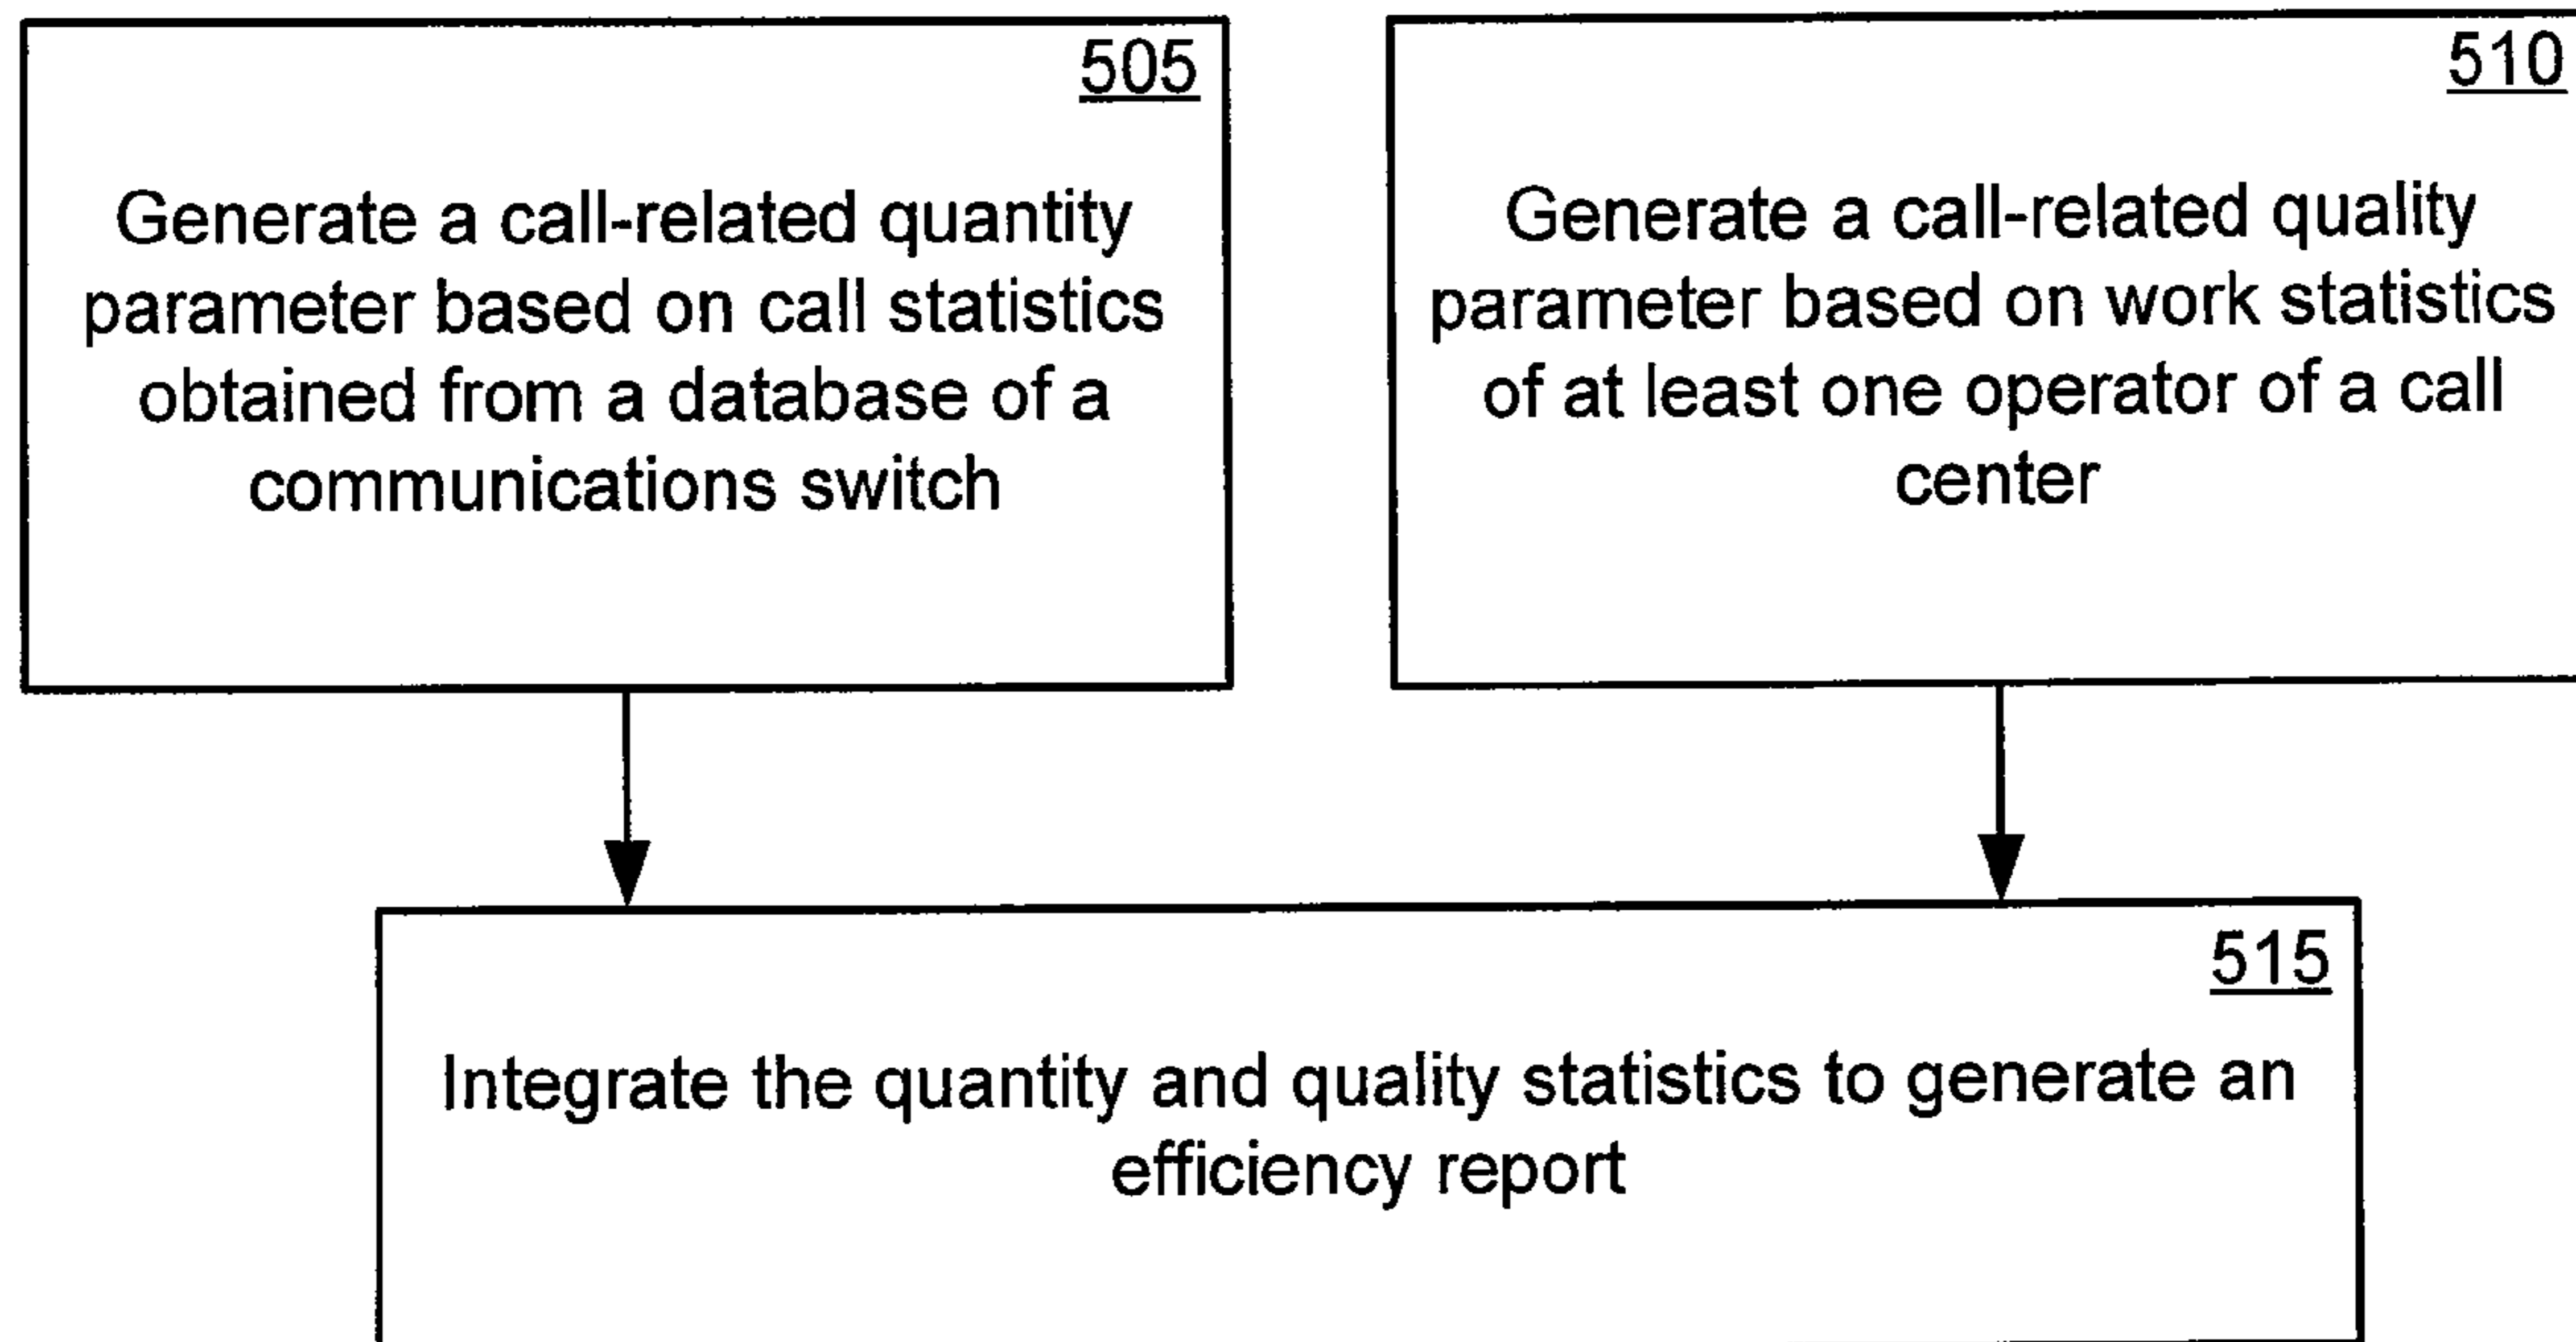 505
Generate a call-related quantity
parameter based on call statistics
obtained from a database of a
communications switch
510
Generate a call-related quality
parameter based on work statistics
of at least one operator of a call
center
515
Integrate the quantity and quality statistics to generate an
efficiency report